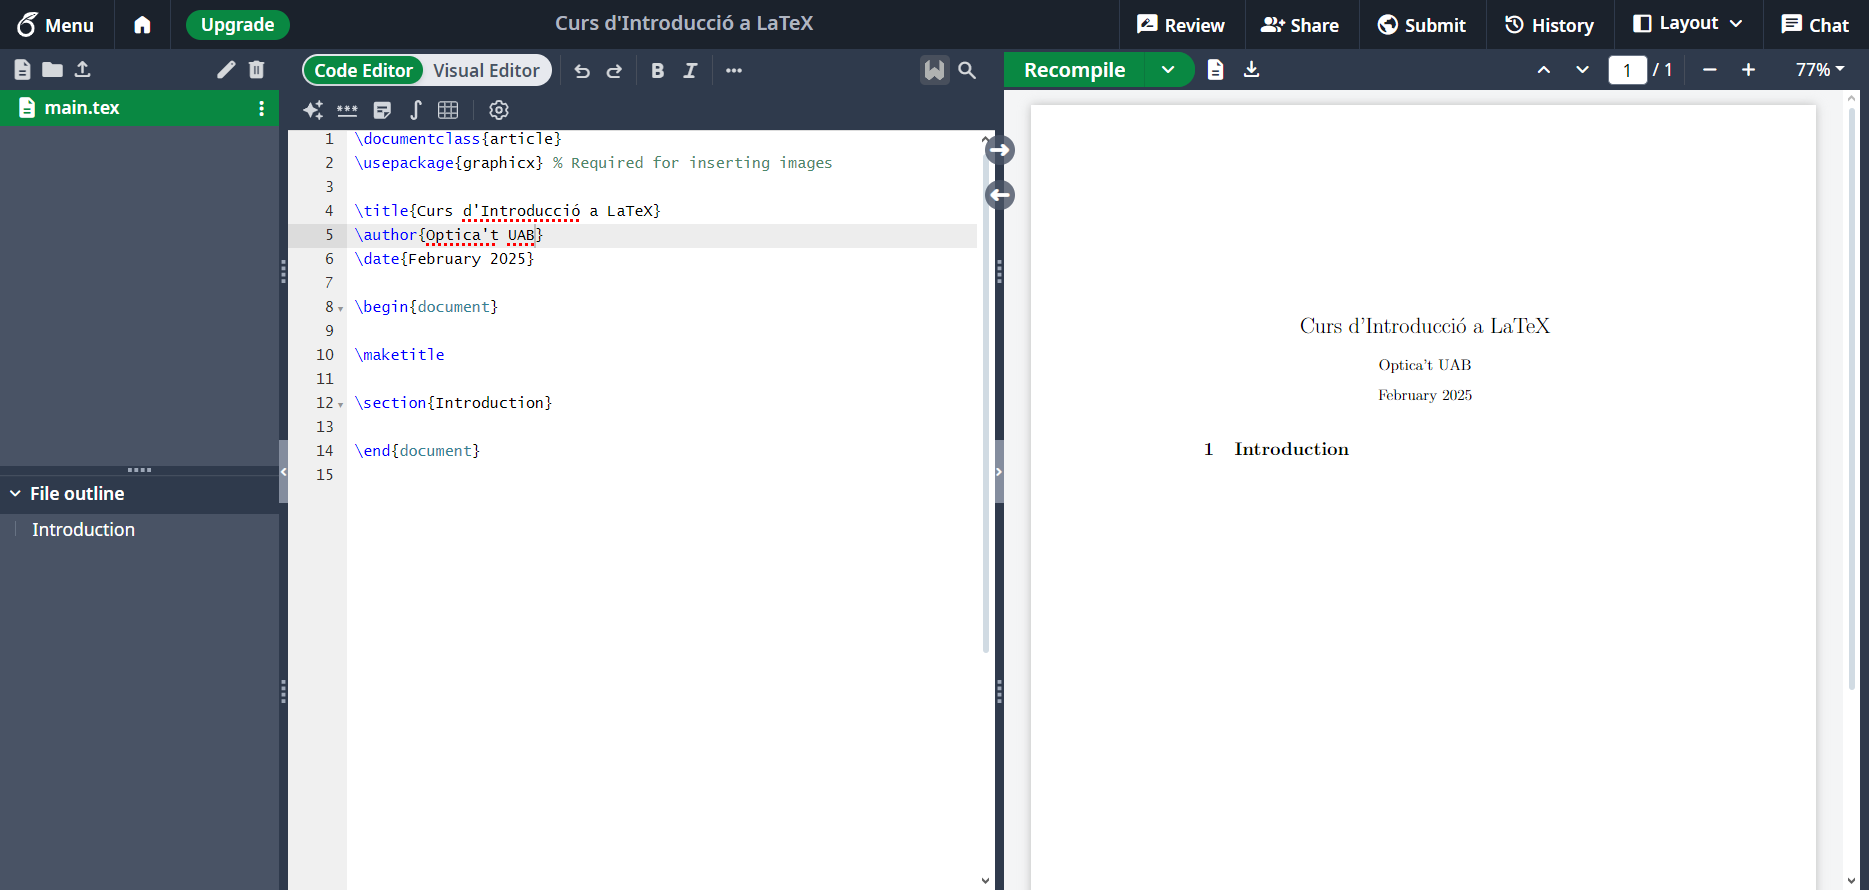 Menu
Upgrade
Curs d'Introducció a LaTeX
Review
Share
Submit
History
Layout
Chat
Code Editor
Visual Editor
B I
Recompile
1 / 1
77%
main.tex
File outline
Introduction
1 \documentclass{article}
2 \usepackage{graphicx} % Required for inserting images
3
4 \title{Curs d'Introducció a LaTeX}
5 \author{Optica't UAB}
6 \date{February 2025}
7
8 \begin{document}
9
10 \maketitle
11
12 \section{Introduction}
13
14 \end{document}
15
Curs d'Introducció a LaTeX
Optica't UAB
February 2025
1 Introduction